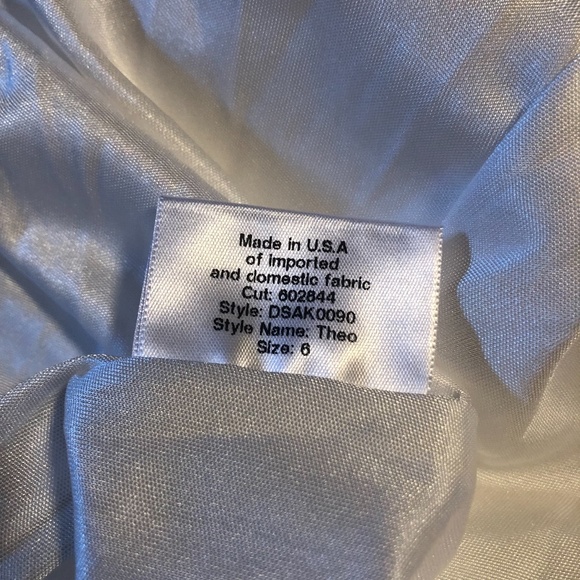 Made in U.S.A
of imported
and domestic fabric
Cut: 602844
Style: DSAK0090
Style Name: Theo
Size: 6